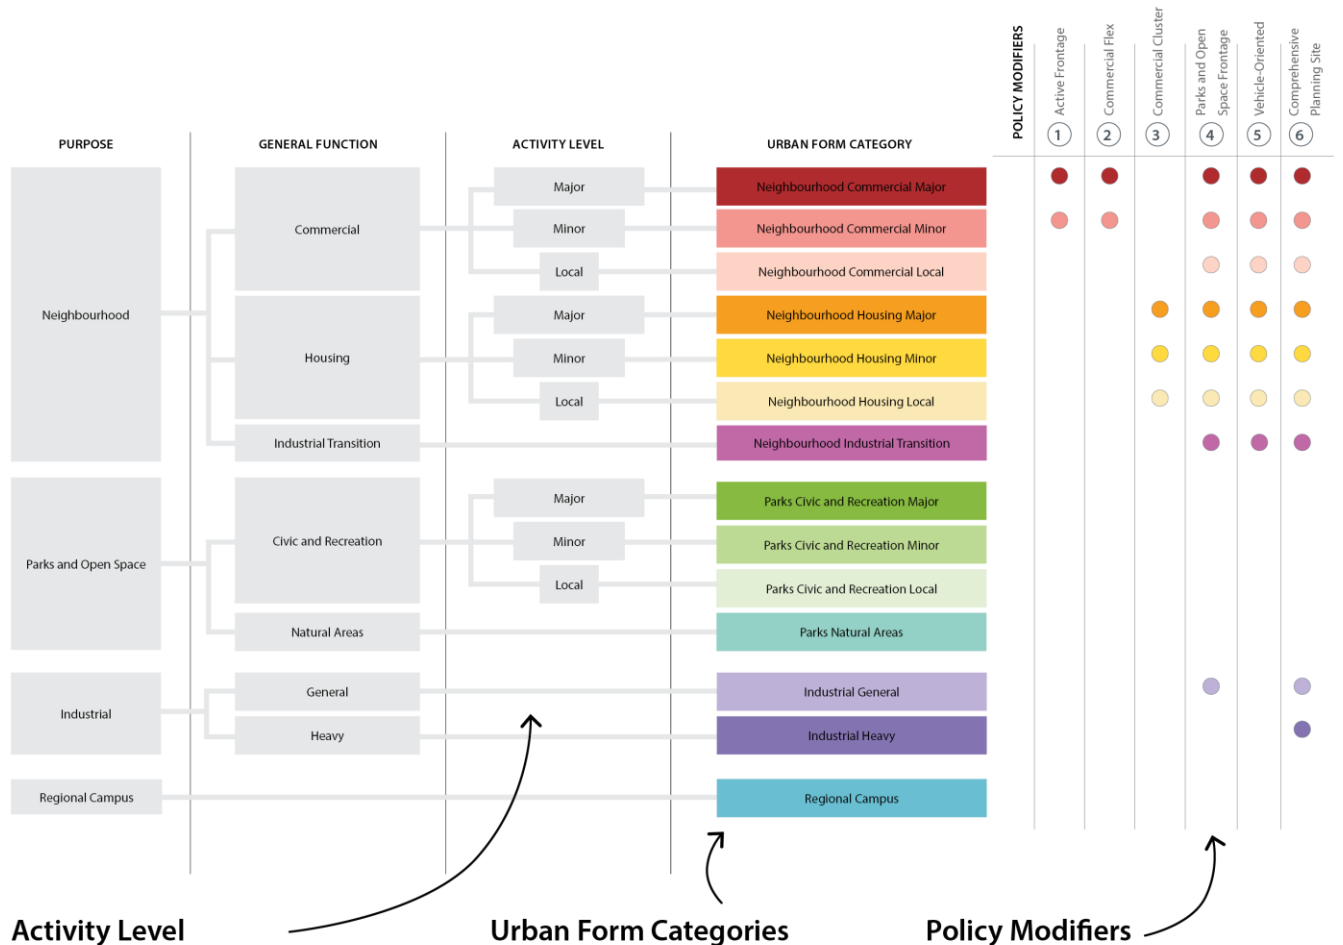 POLICY MODIFIERS
Active Frontage
Commercial Flex
Commercial Cluster
Parks and Open
Space Frontage
Vehicle-Oriented
Comprehensive
Planning Site
1
2
3
4
5
6
PURPOSE
GENERAL FUNCTION
ACTIVITY LEVEL
URBAN FORM CATEGORY
Neighbourhood
Commercial
Major
Neighbourhood Commercial Major
Minor
Neighbourhood Commercial Minor
Local
Neighbourhood Commercial Local
Housing
Major
Neighbourhood Housing Major
Minor
Neighbourhood Housing Minor
Local
Neighbourhood Housing Local
Industrial Transition
Neighbourhood Industrial Transition
Parks and Open Space
Civic and Recreation
Major
Parks Civic and Recreation Major
Minor
Parks Civic and Recreation Minor
Local
Parks Civic and Recreation Local
Natural Areas
Parks Natural Areas
Industrial
General
Industrial General
Heavy
Industrial Heavy
Regional Campus
Regional Campus
Activity Level
Urban Form Categories
Policy Modifiers